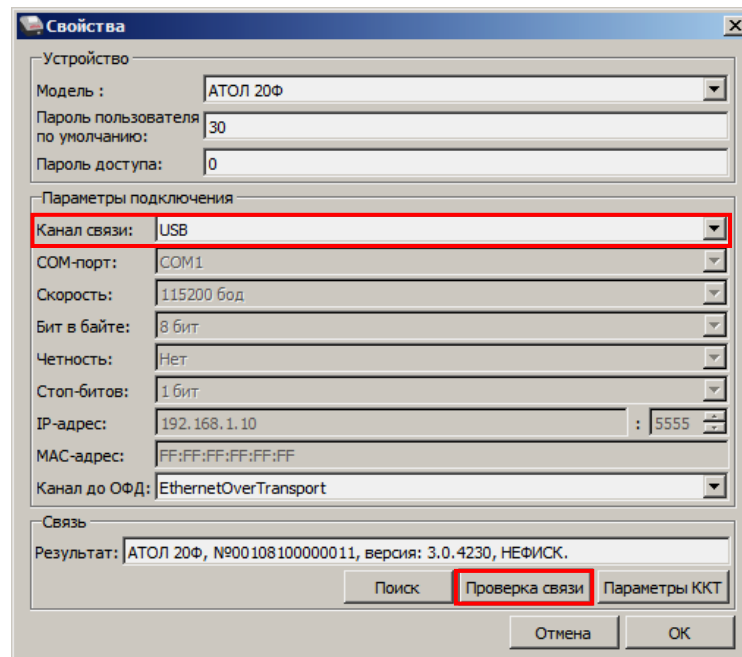 Свойства
Устройство
Модель : АТОЛ 20Ф
Пароль пользователя по умолчанию: 30
Пароль доступа: 0
Параметры подключения
Канал связи: USB
COM-порт: COM1
Скорость: 115200 бод
Бит в байте: 8 бит
Четность: Нет
Стоп-битов: 1 бит
IP-адрес: 192.168.1.10 : 5555
MAC-адрес: FF:FF:FF:FF:FF:FF
Канал до ОФД: EthernetOverTransport
Связь
Результат: АТОЛ 20Ф, №00108100000011, версия: 3.0.4230, НЕФИСК.
Поиск Проверка связи Параметры ККТ
Отмена ОК